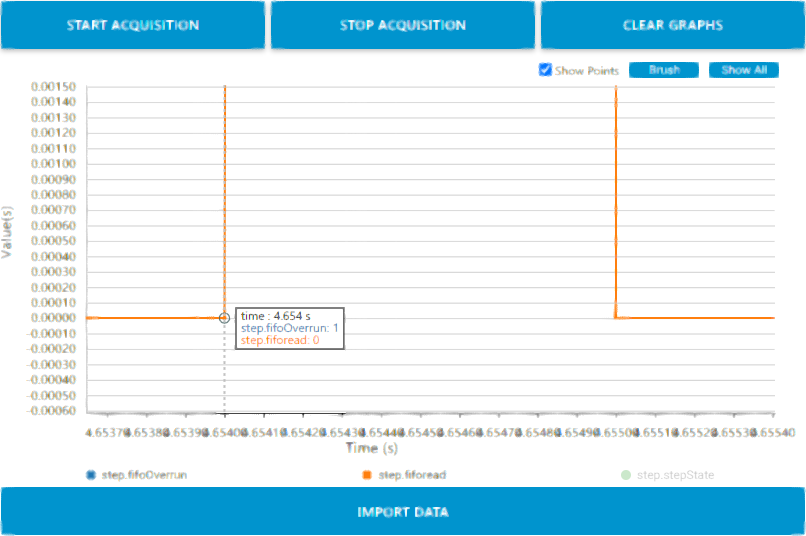 START ACQUISITION STOP ACQUISITION CLEAR GRAPHS
Show Points Brush Show All
0.00150
0.00140
0.00130
0.00120
0.00110
0.00100
0.00090
0.00080
0.00070
0.00060
0.00050
0.00040
0.00030
0.00020
0.00010
0.00000
-0.00010
-0.00020
-0.00030
-0.00040
-0.00050
-0.00060
Value(s)
time : 4.654 s
step.fifoOverrun: 1
step.fiforead: 0
4.65370 4.65380 4.65390 4.65400 4.65410 4.65420 4.65430 4.65440 4.65450 4.65460 4.65470 4.65480 4.65490 4.65500 4.65510 4.65520 4.65530 4.65540
Time (s)
step.fifoOverrun step.fiforead step.stepState
IMPORT DATA